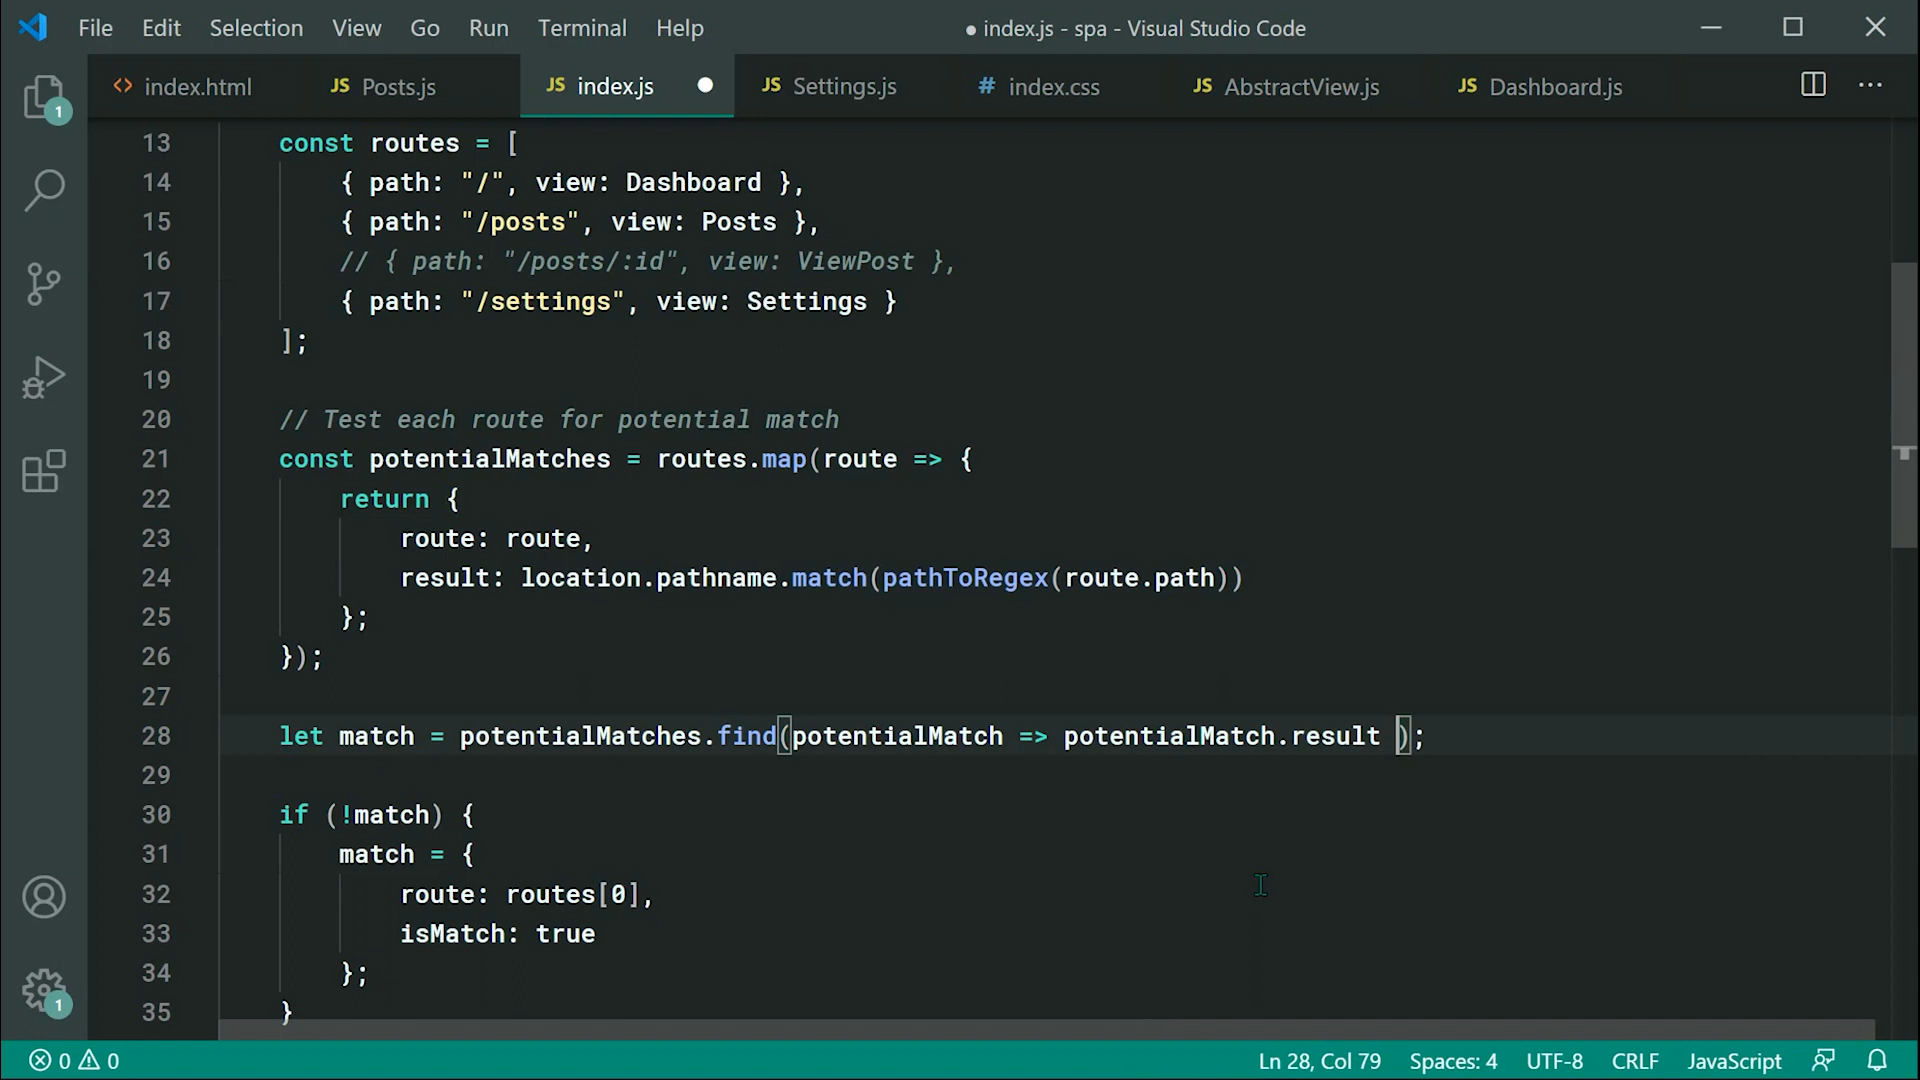 File Edit Selection View Go Run Terminal Help ● index.js - spa - Visual Studio Code
<> index.html JS Posts.js JS index.js ● JS Settings.js # index.css JS AbstractView.js JS Dashboard.js ...
1
13 const routes = [
14 { path: "/", view: Dashboard },
15 { path: "/posts", view: Posts },
16 // { path: "/posts/:id", view: ViewPost },
17 { path: "/settings", view: Settings }
18 ];
19
20 // Test each route for potential match
21 const potentialMatches = routes.map(route => {
22 return {
23 route: route,
24 result: location.pathname.match(pathToRegex(route.path))
25 };
26 });
27
28 let match = potentialMatches.find(potentialMatch => potentialMatch.result );
29
30 if (!match) {
31 match = {
32 route: routes[0],
33 isMatch: true
34 };
35 }
1
0 0 Ln 28, Col 79 Spaces: 4 UTF-8 CRLF JavaScript